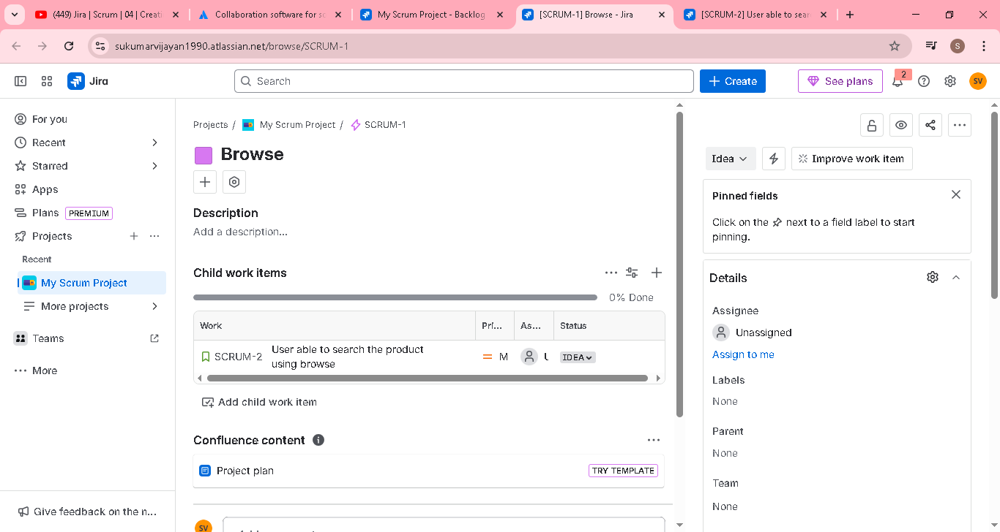 (449) Jira | Scrum | 04 | Creati
Collaboration software for so
My Scrum Project - Backlog
[SCRUM-1] Browse - Jira
[SCRUM-2] User able to sear
sukumarvijayan1990.atlassian.net/browse/SCRUM-1
S
Jira
Search
Create
See plans
2
SV
For you
Recent
Starred
Apps
Plans PREMIUM
Projects
Recent
My Scrum Project
More projects
Teams
More
Give feedback on the n...
Projects / My Scrum Project / SCRUM-1
Browse
Description
Add a description...
Child work items
0% Done
Work Pri... As... Status
SCRUM-2 User able to search the product using browse M U IDEA
Add child work item
Confluence content
Project plan TRY TEMPLATE
SV
Idea
Improve work item
Pinned fields
Click on the next to a field label to start
pinning.
Details
Assignee
Unassigned
Assign to me
Labels
None
Parent
None
Team
None